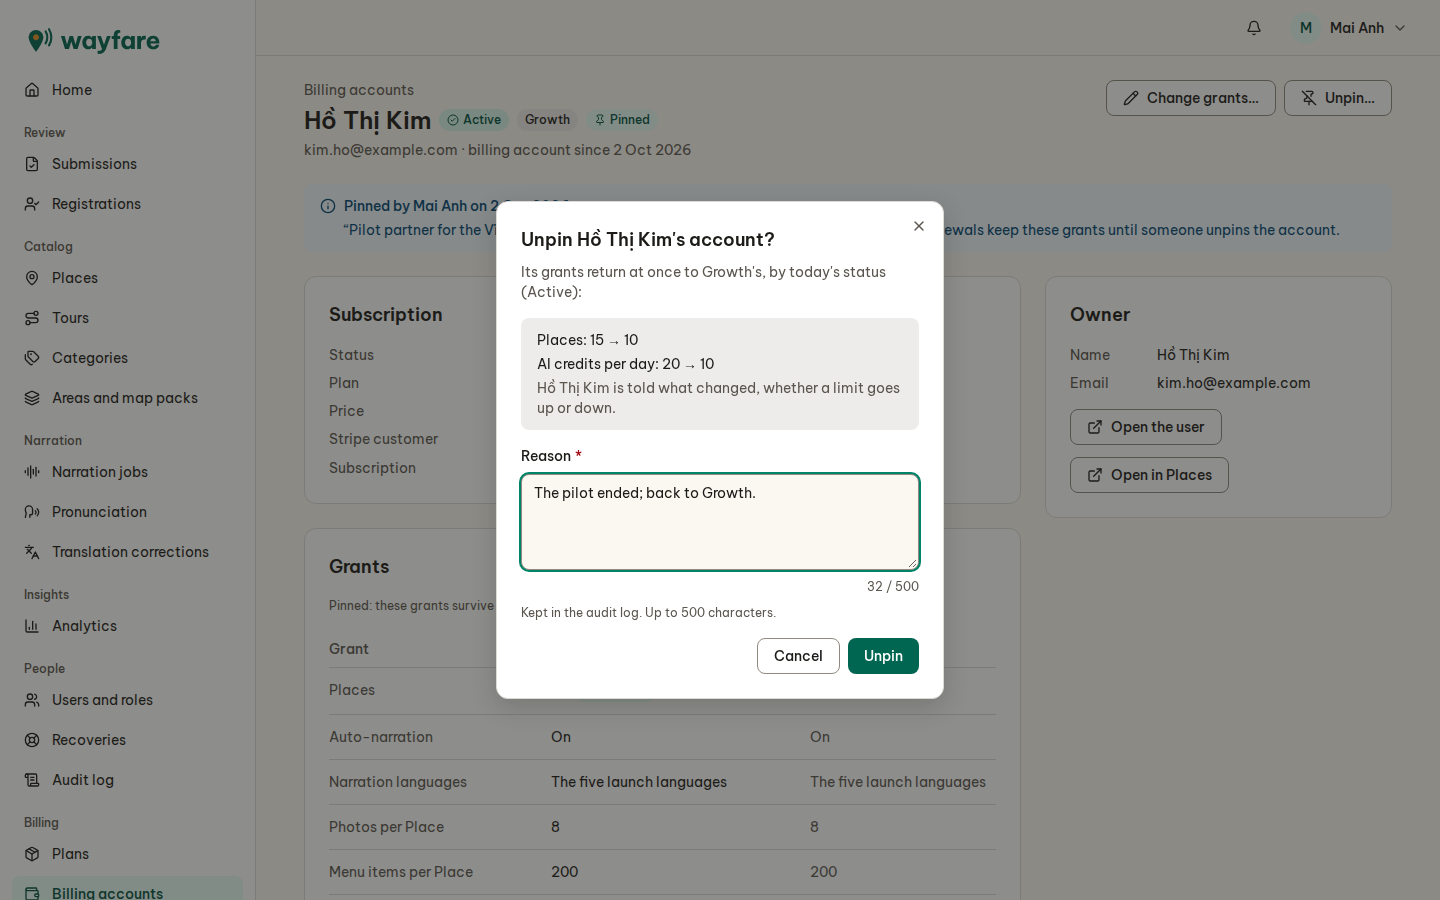 wayfare
Home
Review
Submissions
Registrations
Catalog
Places
Tours
Categories
Areas and map packs
Narration
Narration jobs
Pronunciation
Translation corrections
Insights
Analytics
People
Users and roles
Recoveries
Audit log
Billing
Plans
Billing accounts
M Mai Anh
Billing accounts
Hồ Thị Kim Active Growth Pinned
Change grants... Unpin...
kim.ho@example.com · billing account since 2 Oct 2026
Pinned by Mai Anh on 2
“Pilot partner for the ewals keep these grants until someone unpins the account.
Subscription
Status
Plan
Price
Stripe customer
Subscription
Owner
Name Hồ Thị Kim
Email kim.ho@example.com
Open the user
Open in Places
Grants
Pinned: these grants survive
Grant
Places
Auto-narration On On
Narration languages The five launch languages The five launch languages
Photos per Place 8 8
Menu items per Place 200 200
Unpin Hồ Thị Kim's account?
Its grants return at once to Growth's, by today's status
(Active):
Places: 15 → 10
AI credits per day: 20 → 10
Hồ Thị Kim is told what changed, whether a limit goes
up or down.
Reason *
The pilot ended; back to Growth.
32 / 500
Kept in the audit log. Up to 500 characters.
Cancel Unpin